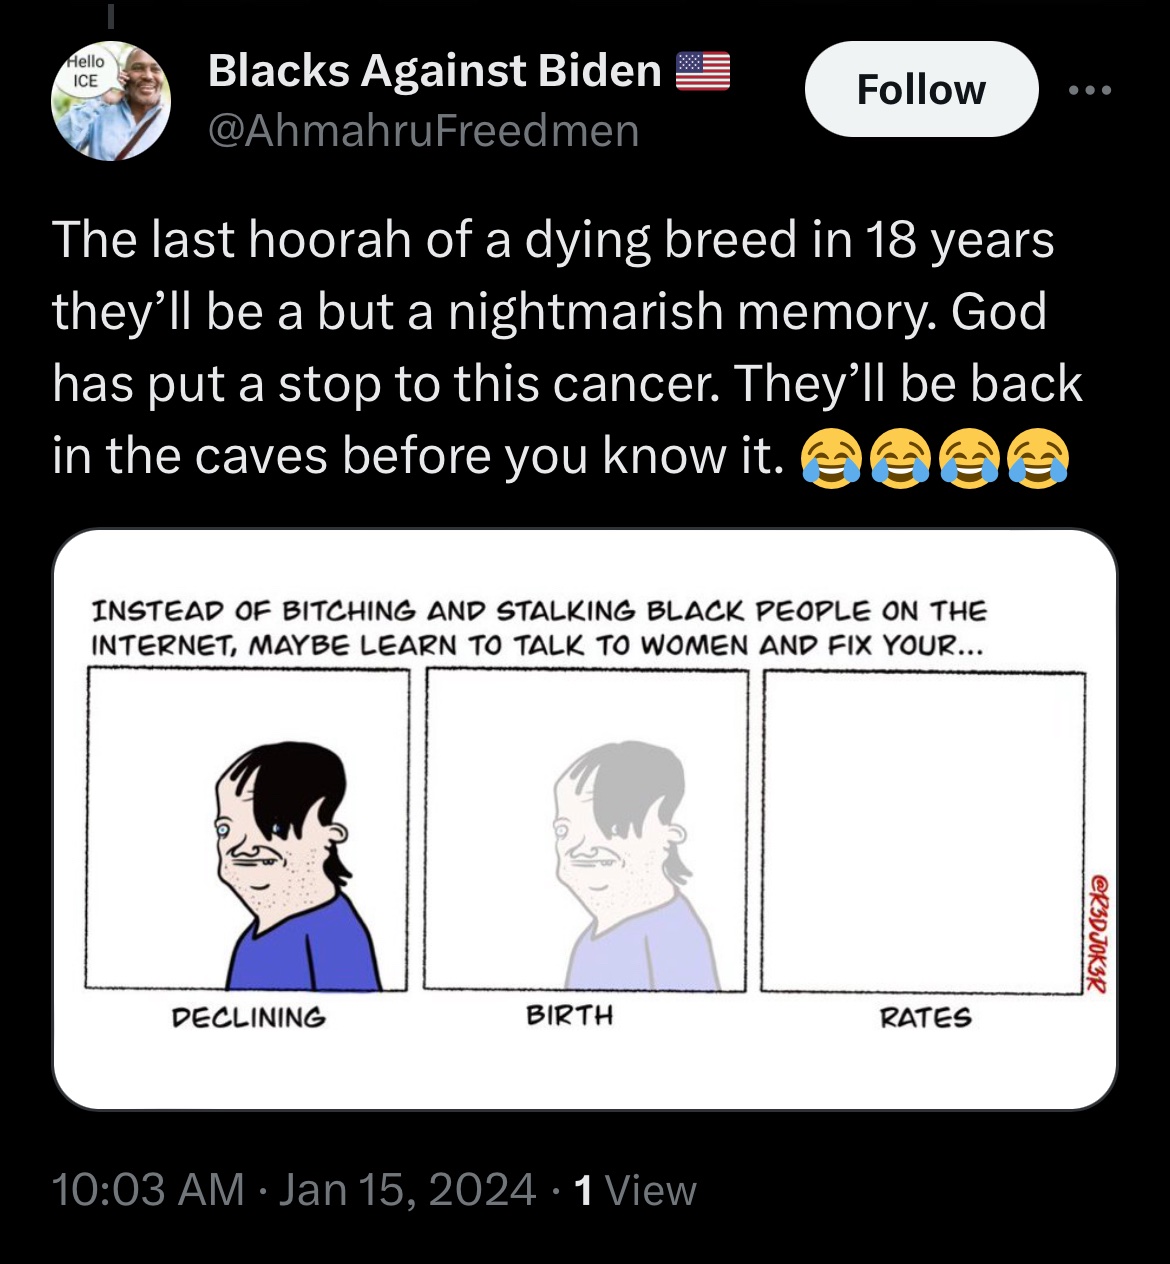 Hello
ICE
Blacks Against Biden 🇺🇸
@AhmahruFreedmen
Follow
The last hoorah of a dying breed in 18 years
they’ll be a but a nightmarish memory. God
has put a stop to this cancer. They’ll be back
in the caves before you know it. 😂😂😂😂
INSTEAD OF BITCHING AND STALKING BLACK PEOPLE ON THE
INTERNET, MAYBE LEARN TO TALK TO WOMEN AND FIX YOUR...
DECLINING
BIRTH
RATES
@R3DJOK3R
10:03 AM · Jan 15, 2024 · 1 View